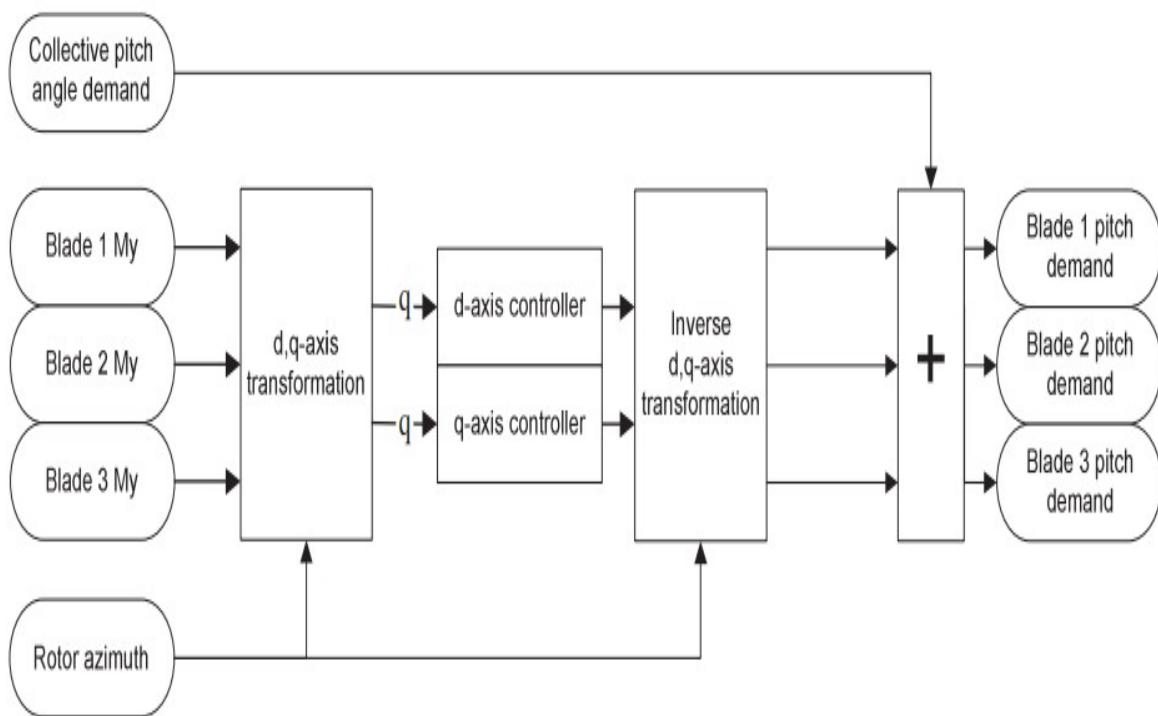 Collective pitch
angle demand
Blade 1 My
Blade 2 My
Blade 3 My
Rotor azimuth
d,q-axis
transformation
q
q
d-axis controller
q-axis controller
Inverse
d,q-axis
transformation
+
Blade 1 pitch
demand
Blade 2 pitch
demand
Blade 3 pitch
demand